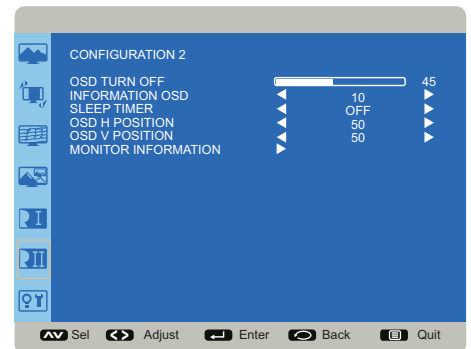 CONFIGURATION 2
OSD TURN OFF 45
INFORMATION OSD 10
SLEEP TIMER OFF
OSD H POSITION 50
OSD V POSITION 50
MONITOR INFORMATION
I
II
Sel Adjust Enter Back Quit